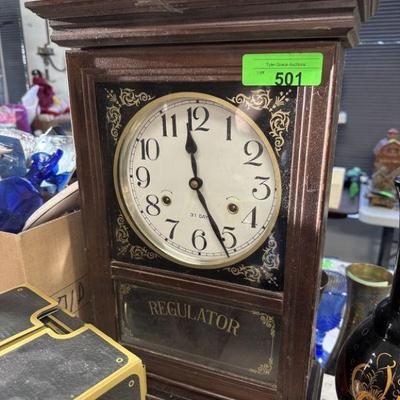 Tyler Grace Auctions
LOT 501
11 12 1
10 2
9 3
8 4
7 6 5
31 DAY
REGULATOR